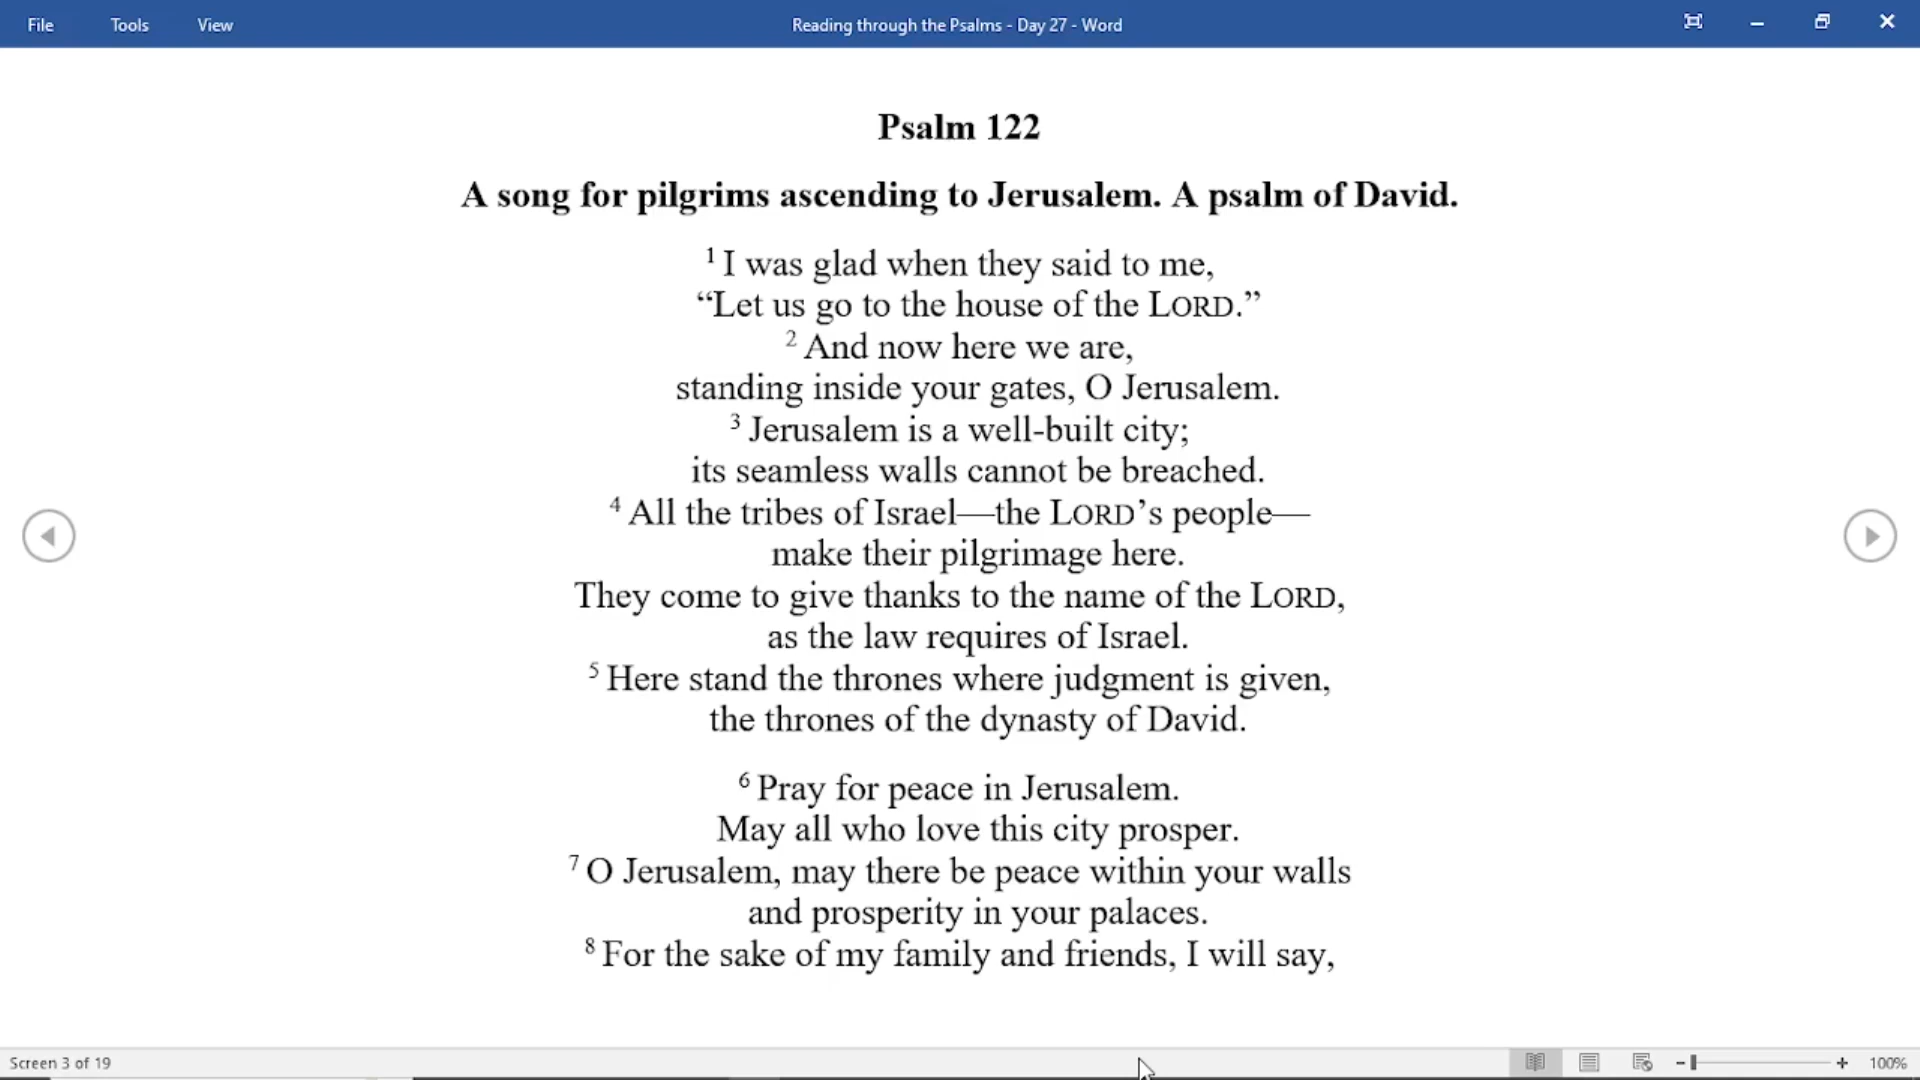 File Tools View Reading through the Psalms - Day 27 - Word
Psalm 122
A song for pilgrims ascending to Jerusalem. A psalm of David.
1 I was glad when they said to me,
“Let us go to the house of the LORD.”
2 And now here we are,
standing inside your gates, O Jerusalem.
3 Jerusalem is a well-built city;
its seamless walls cannot be breached.
4 All the tribes of Israel—the LORD’s people—
make their pilgrimage here.
They come to give thanks to the name of the LORD,
as the law requires of Israel.
5 Here stand the thrones where judgment is given,
the thrones of the dynasty of David.
6 Pray for peace in Jerusalem.
May all who love this city prosper.
7 O Jerusalem, may there be peace within your walls
and prosperity in your palaces.
8 For the sake of my family and friends, I will say,
Screen 3 of 19 100%